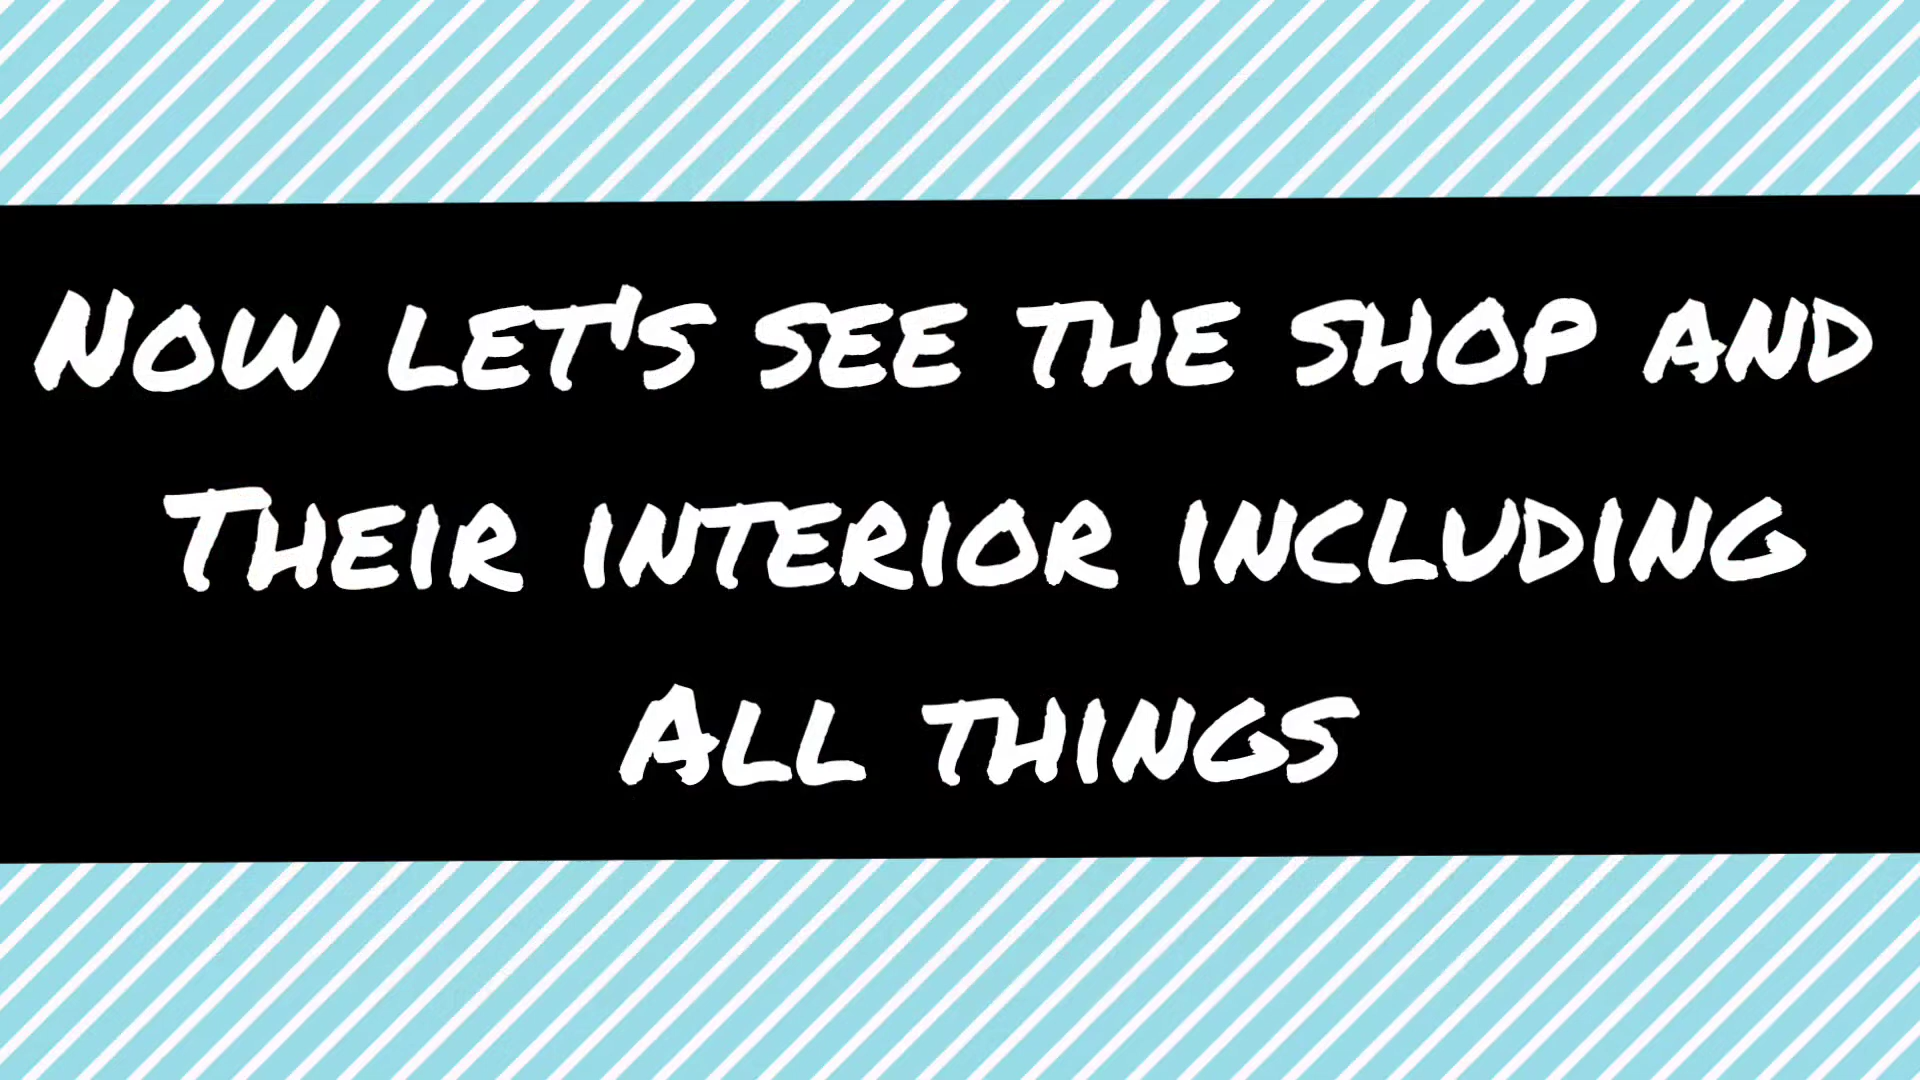 Now let's see the shop and
Their interior including
All things